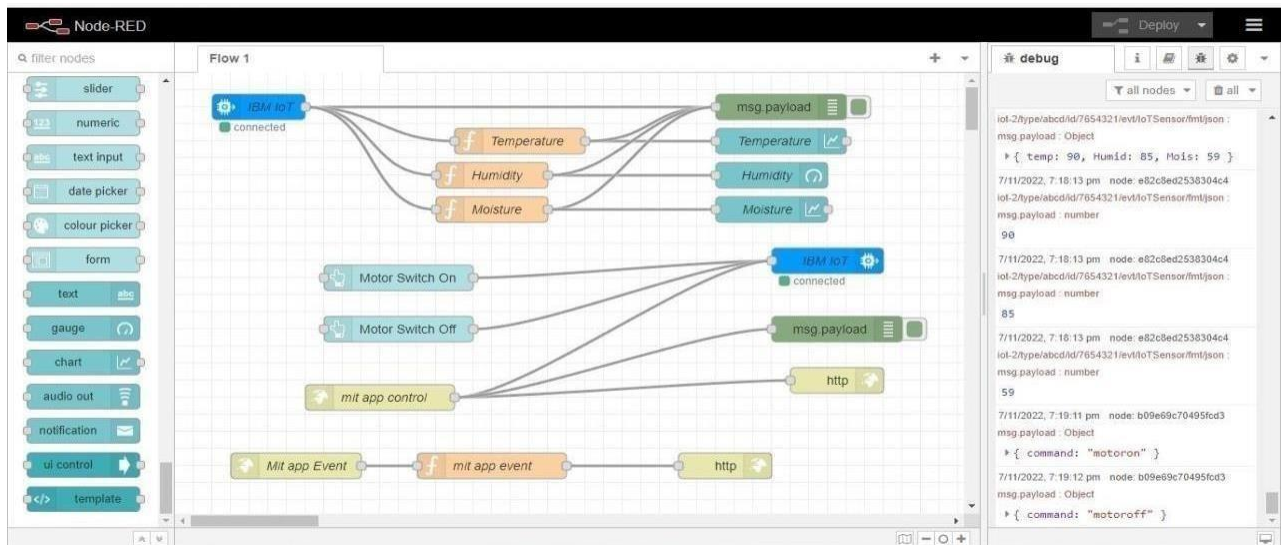 Node-RED
Deploy
filter nodes
slider
numeric
123
text input
abc
date picker
colour picker
form
text
abc
gauge
chart
audio out
notification
ui control
template
</>
Flow 1
IBM IoT
connected
msg.payload
Temperature
Temperature
Humidity
Humidity
Moisture
Moisture
Motor Switch On
IBM IoT
connected
Motor Switch Off
msg.payload
mit app control
http
Mit app Event
mit app event
http
debug
i
all nodes
all
iot-2/type/abcd/id/7654321/evt/IoTSensor/fmt/json :
msg.payload : Object
{ temp: 90, Humid: 85, Mois: 59 }
7/11/2022, 7:18:13 pm node: e82c8ed2538304c4
iot-2/type/abcd/id/7654321/evt/IoTSensor/fmt/json :
msg.payload : number
90
7/11/2022, 7:18:13 pm node: e82c8ed2538304c4
iot-2/type/abcd/id/7654321/evt/IoTSensor/fmt/json :
msg.payload : number
85
7/11/2022, 7:18:13 pm node: e82c8ed2538304c4
iot-2/type/abcd/id/7654321/evt/IoTSensor/fmt/json :
msg.payload : number
59
7/11/2022, 7:19:11 pm node: b09e69c70495fcd3
msg.payload : Object
{ command: "motoron" }
7/11/2022, 7:19:12 pm node: b09e69c70495fcd3
msg.payload : Object
{ command: "motoroff" }